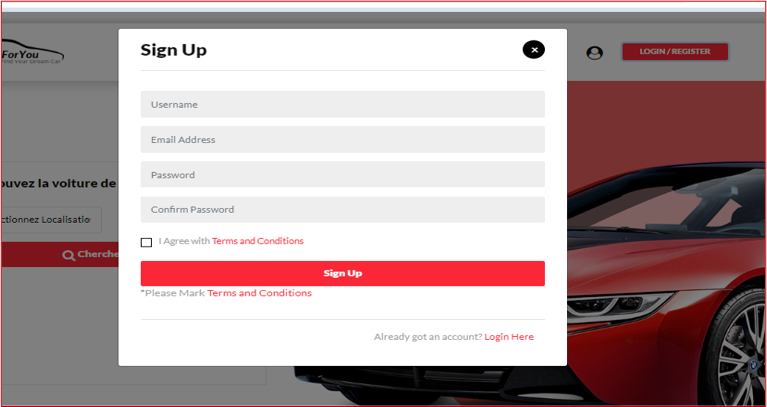 Sign Up
ForYou
Find Your Dream Car
LOGIN / REGISTER
Username
Email Address
Password
ouvez la voiture de
ctionnez Localisatio
Confirm Password
I Agree with Terms and Conditions
Cherche
Sign Up
*Please Mark Terms and Conditions
Already got an account? Login Here